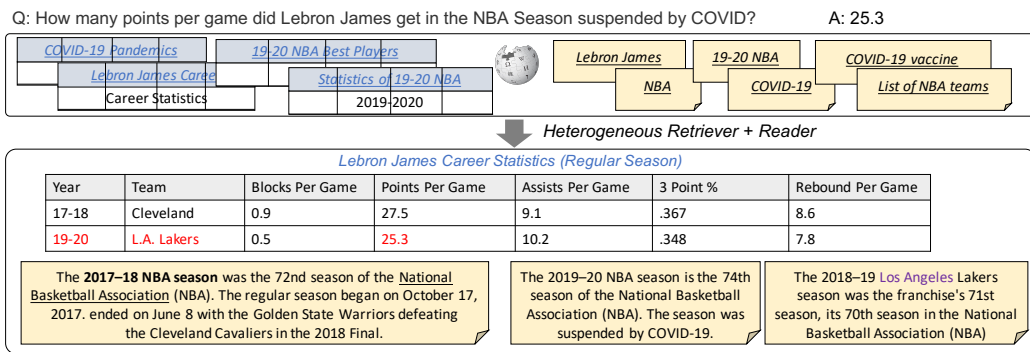 Q: How many points per game did Lebron James get in the NBA Season suspended by COVID? A: 25.3
COVID-19 Pandemics
19-20 NBA Best Players
Lebron James Caree
Statistics of 19-20 NBA
Career Statistics
2019-2020
Lebron James
19-20 NBA
COVID-19 vaccine
NBA
COVID-19
List of NBA teams
Heterogeneous Retriever + Reader
Lebron James Career Statistics (Regular Season)
Year Team Blocks Per Game Points Per Game Assists Per Game 3 Point % Rebound Per Game
17-18 Cleveland 0.9 27.5 9.1 .367 8.6
19-20 L.A. Lakers 0.5 25.3 10.2 .348 7.8
The 2017–18 NBA season was the 72nd season of the National
Basketball Association (NBA). The regular season began on October 17,
2017. ended on June 8 with the Golden State Warriors defeating
the Cleveland Cavaliers in the 2018 Final.
The 2019–20 NBA season is the 74th
season of the National Basketball
Association (NBA). The season was
suspended by COVID-19.
The 2018–19 Los Angeles Lakers
season was the franchise's 71st
season, its 70th season in the National
Basketball Association (NBA)